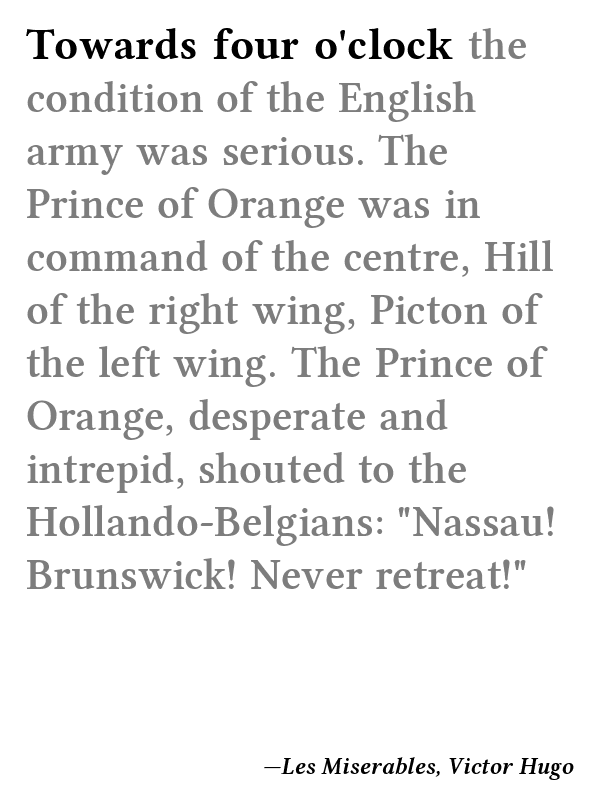 Towards four o'clock the
condition of the English
army was serious. The
Prince of Orange was in
command of the centre, Hill
of the right wing, Picton of
the left wing. The Prince of
Orange, desperate and
intrepid, shouted to the
Hollando-Belgians: "Nassau!
Brunswick! Never retreat!"
—Les Miserables, Victor Hugo